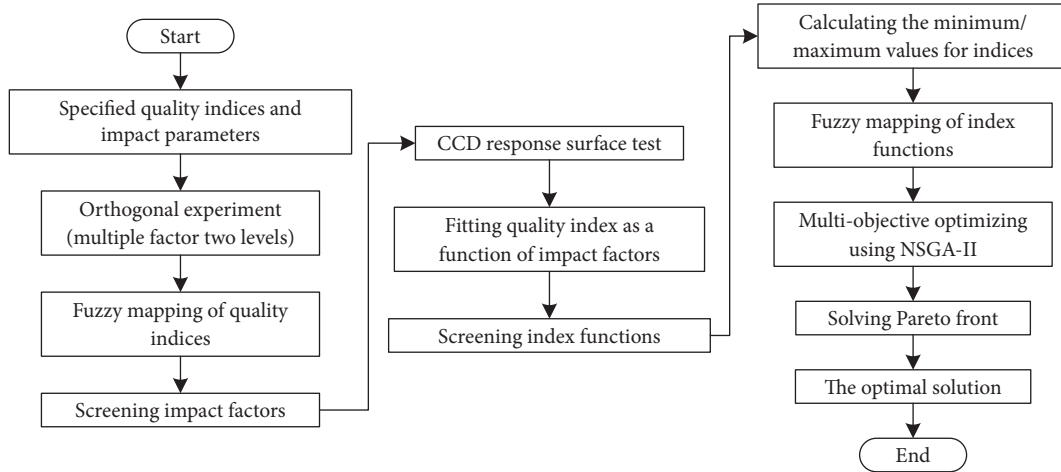 Start
Specified quality indices and
impact parameters
Orthogonal experiment
(multiple factor two levels)
Fuzzy mapping of quality
indices
Screening impact factors
CCD response surface test
Fitting quality index as a
function of impact factors
Screening index functions
Calculating the minimum/
maximum values for indices
Fuzzy mapping of index
functions
Multi-objective optimizing
using NSGA-II
Solving Pareto front
The optimal solution
End